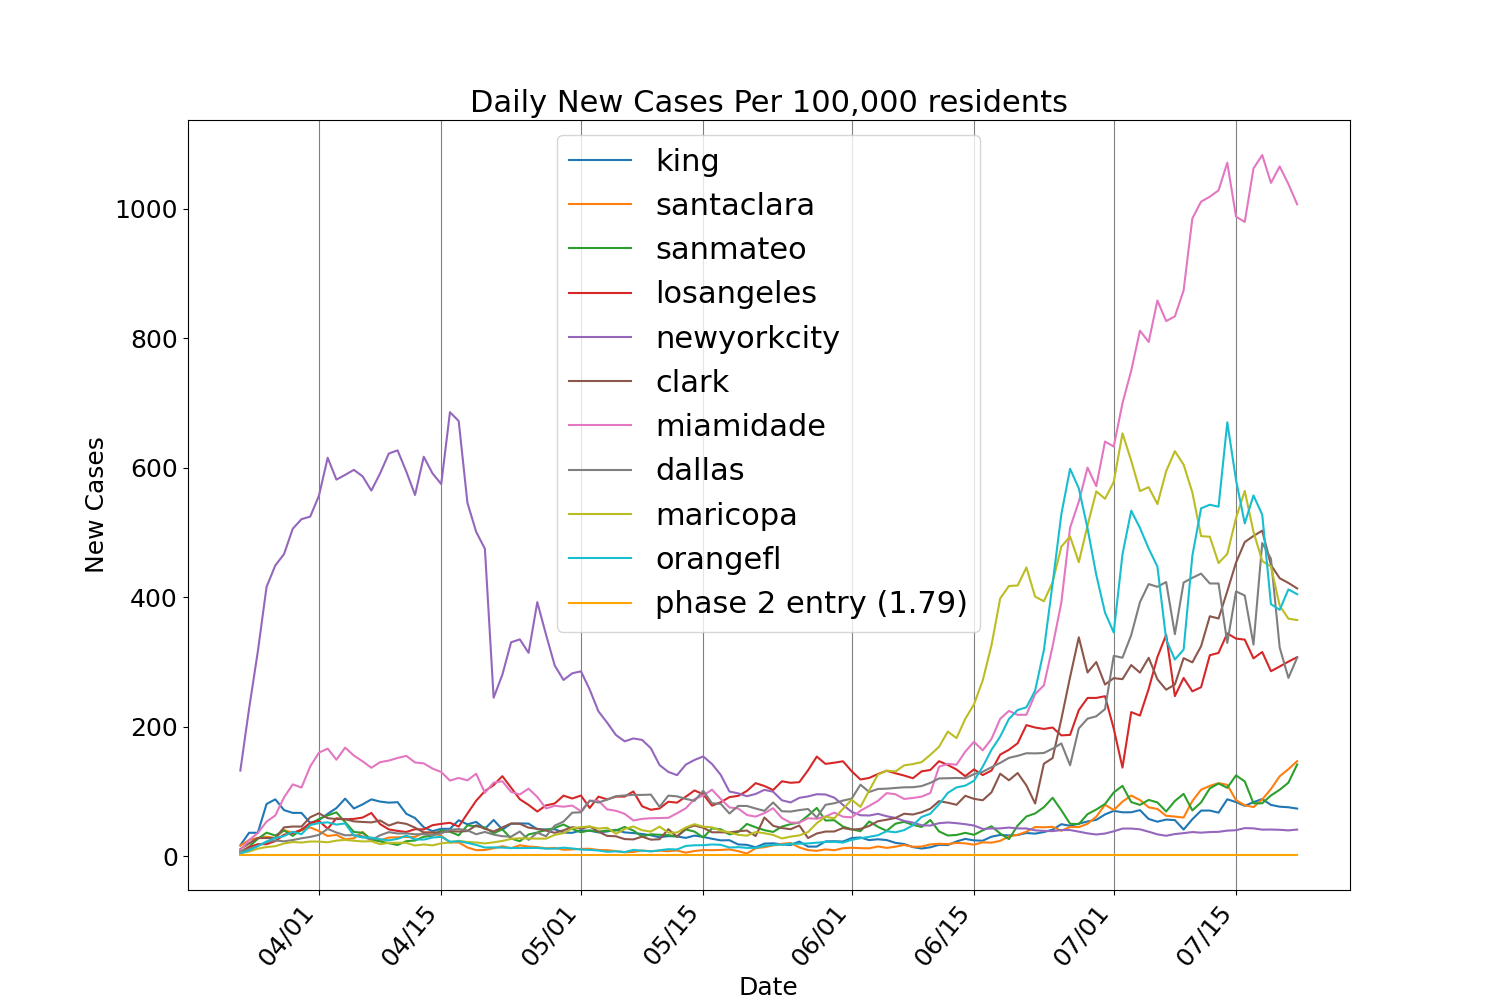 Daily New Cases Per 100,000 residents
king
santaclara
sanmateo
losangeles
newyorkcity
clark
miamidade
dallas
maricopa
orangefl
phase 2 entry (1.79)
New Cases
1000
800
600
400
200
0
04/01
04/15
05/01
05/15
06/01
06/15
07/01
07/15
Date